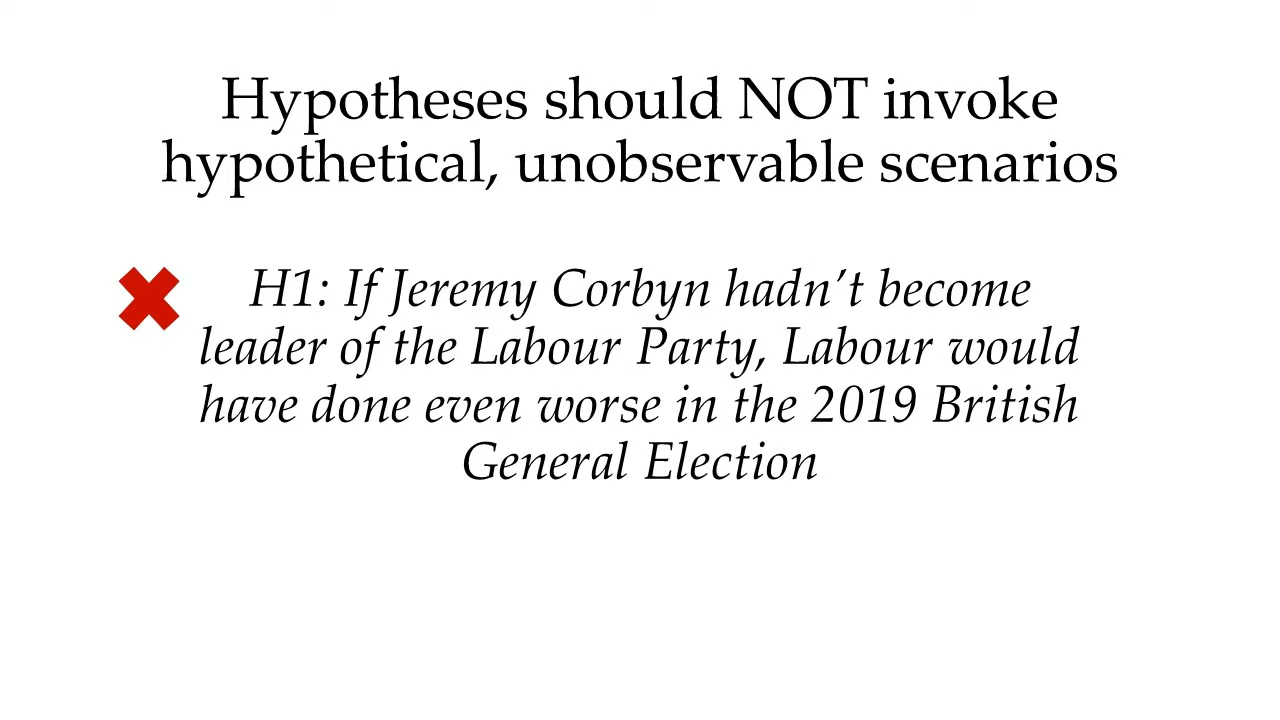 Hypotheses should NOT invoke
hypothetical, unobservable scenarios
H1: If Jeremy Corbyn hadn’t become
leader of the Labour Party, Labour would
have done even worse in the 2019 British
General Election